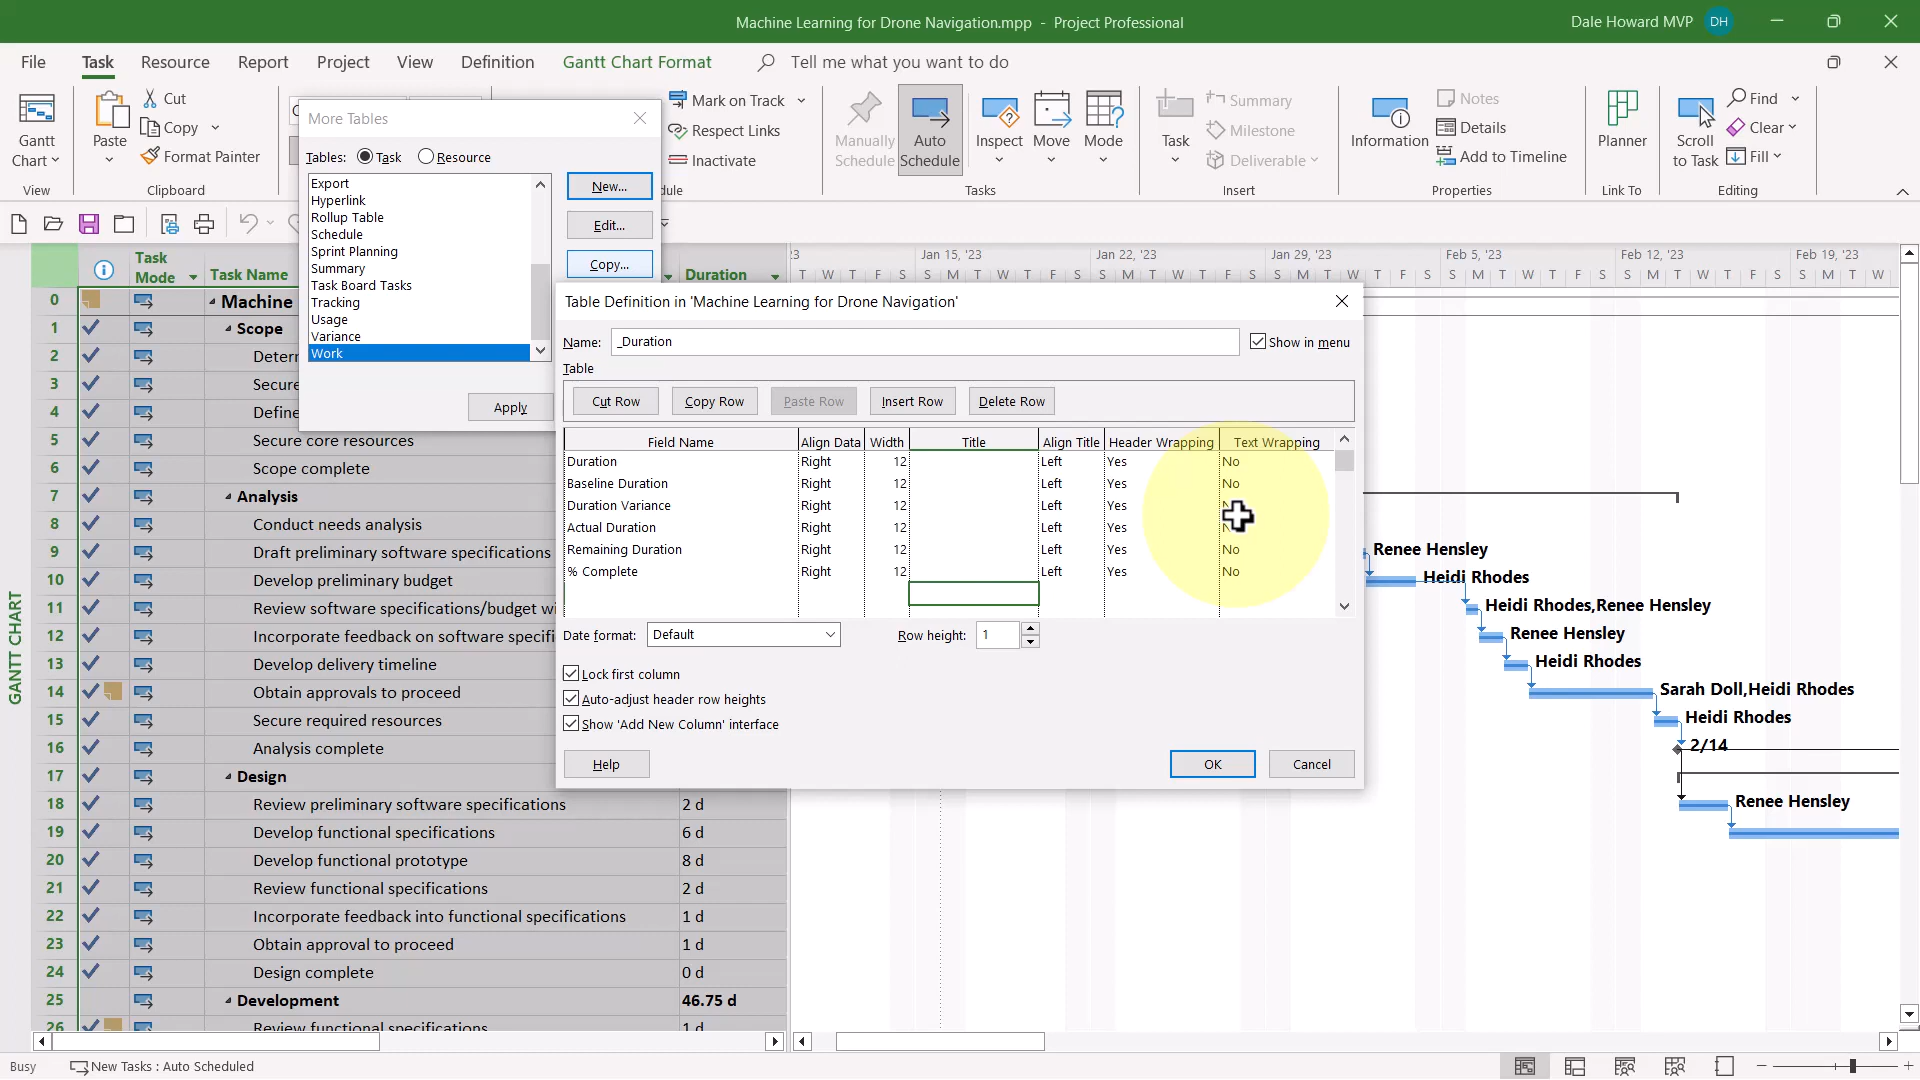 Machine Learning for Drone Navigation.mpp - Project Professional
Dale Howard MVP DH
File Task Resource Report Project View Definition Gantt Chart Format Tell me what you want to do
Gantt Chart
View
Paste
Cut
Copy
Format Painter
Clipboard
Mark on Track
Respect Links
Inactivate
Manually Schedule
Auto Schedule
Inspect
Move
Mode
Tasks
Task
Summary
Milestone
Deliverable
Insert
Information
Notes
Details
Add to Timeline
Properties
Planner
Link To
Scroll to Task
Find
Clear
Fill
Editing
More Tables
Tables: Task Resource
Export
Hyperlink
Rollup Table
Schedule
Sprint Planning
Summary
Task Board Tasks
Tracking
Usage
Variance
Work
New...
Edit...
Copy...
Apply
Table Definition in 'Machine Learning for Drone Navigation'
Name: _Duration Show in menu
Table
Cut Row Copy Row Paste Row Insert Row Delete Row
Field Name Align Data Width Title Align Title Header Wrapping Text Wrapping
Duration Right 12 Left Yes No
Baseline Duration Right 12 Left Yes No
Duration Variance Right 12 Left Yes
Actual Duration Right 12 Left Yes
Remaining Duration Right 12 Left Yes No
% Complete Right 12 Left Yes No
Date format: Default Row height: 1
Lock first column
Auto-adjust header row heights
Show 'Add New Column' interface
Help OK Cancel
Task Mode Task Name Duration
Jan 15, '23 Jan 22, '23 Jan 29, '23 Feb 5, '23 Feb 12, '23 Feb 19, '23
T W T F S S M T W T F S S M T W T F S S M T W T F S S M T W T F S S M T W T F S S M T W
0 Machine
1 Scope
2
3 Secure
4 Define
5 Secure core resources
6 Scope complete
7 Analysis
8 Conduct needs analysis
9 Draft preliminary software specifications
10 Develop preliminary budget
11 Review software specifications/budget
12 Incorporate feedback on software
13 Develop delivery timeline
14 Obtain approvals to proceed
15 Secure required resources
16 Analysis complete
17 Design
18 Review preliminary software specifications 2 d
19 Develop functional specifications 6 d
20 Develop functional prototype 8 d
21 Review functional specifications 2 d
22 Incorporate feedback into functional specifications 1 d
23 Obtain approval to proceed 1 d
24 Design complete 0 d
25 Development 46.75 d
26 Review functional specifications 1 d
GANTT CHART
Renee Hensley
Heidi Rhodes
Heidi Rhodes,Renee Hensley
Renee Hensley
Heidi Rhodes
Sarah Doll,Heidi Rhodes
Heidi Rhodes
2/14
Renee Hensley
Busy New Tasks : Auto Scheduled